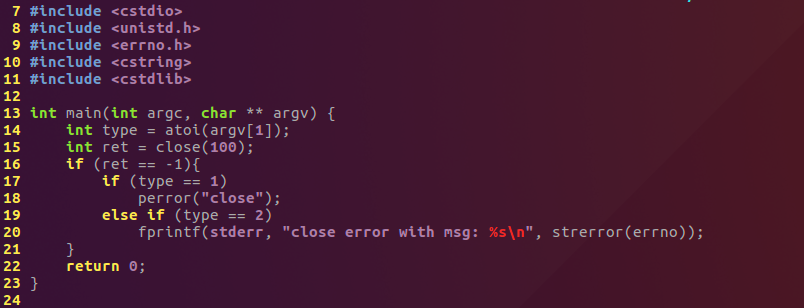 7 #include <cstdio>
8 #include <unistd.h>
9 #include <errno.h>
10 #include <cstring>
11 #include <cstdlib>
12
13 int main(int argc, char ** argv) {
14     int type = atoi(argv[1]);
15     int ret = close(100);
16     if (ret == -1){
17         if (type == 1)
18             perror("close");
19         else if (type == 2)
20             fprintf(stderr, "close error with msg: %s\n", strerror(errno));
21     }
22     return 0;
23 }
24